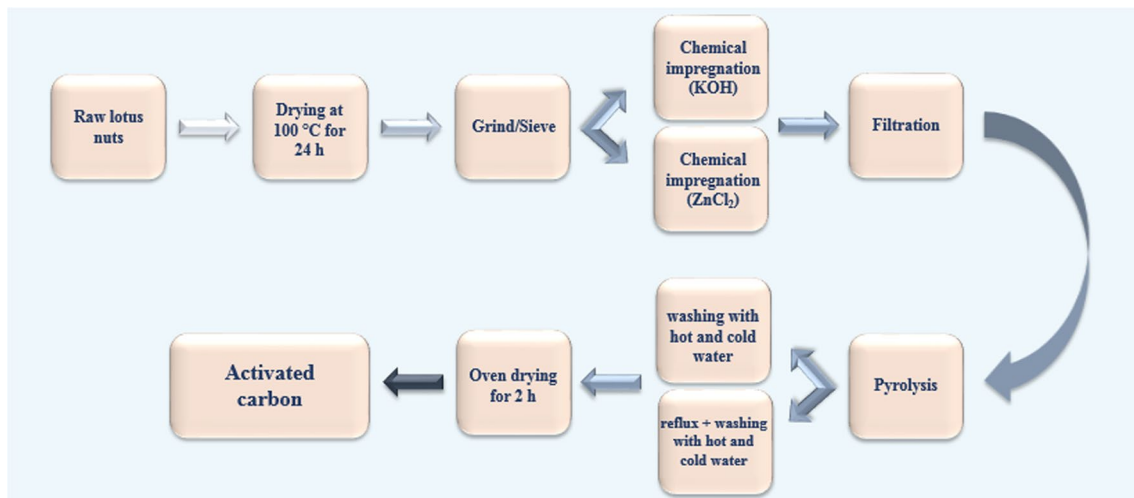 Raw lotus
nuts
Drying at
100 °C for
24 h
Grind/Sieve
Chemical
impregnation
(KOH)
Chemical
impregnation
(ZnCl₂)
Filtration
Pyrolysis
washing with
hot and cold
water
reflux + washing
with hot and
cold water
Oven drying
for 2 h
Activated
carbon